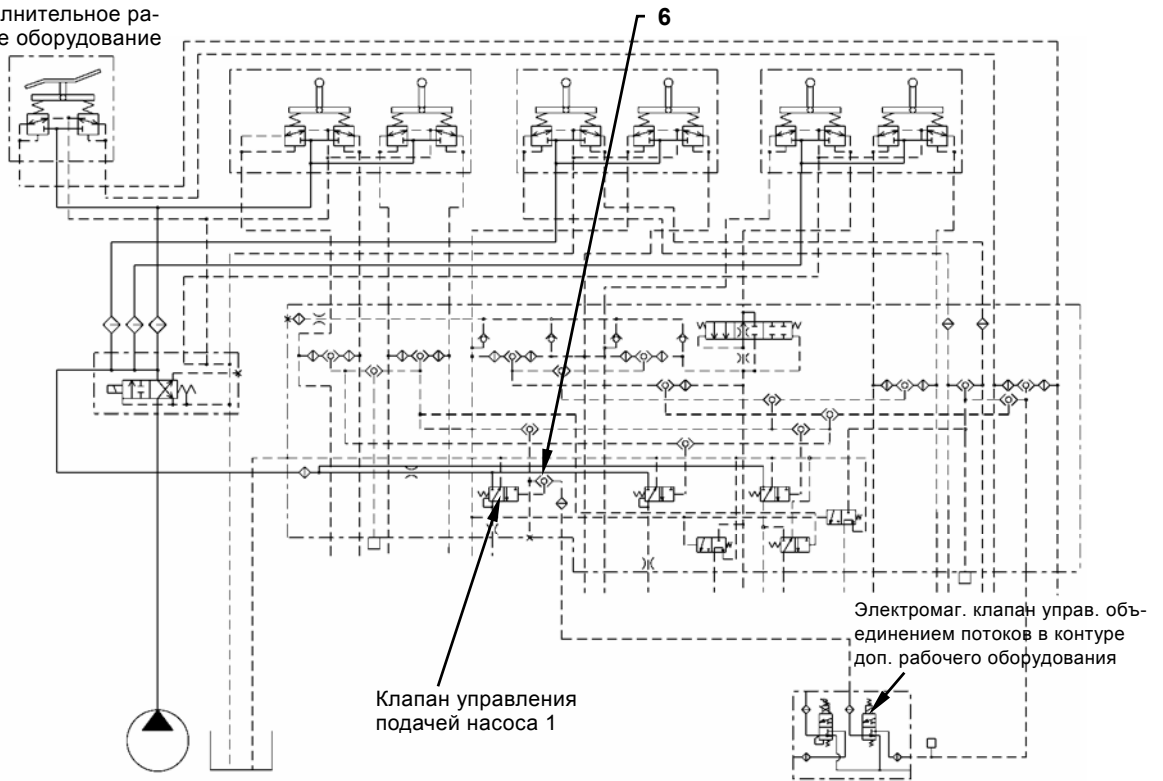 лнительное ра-
е оборудование
6
Электромаг. клапан управ. объ-
единением потоков в контуре
доп. рабочего оборудования
Клапан управления
подачей насоса 1